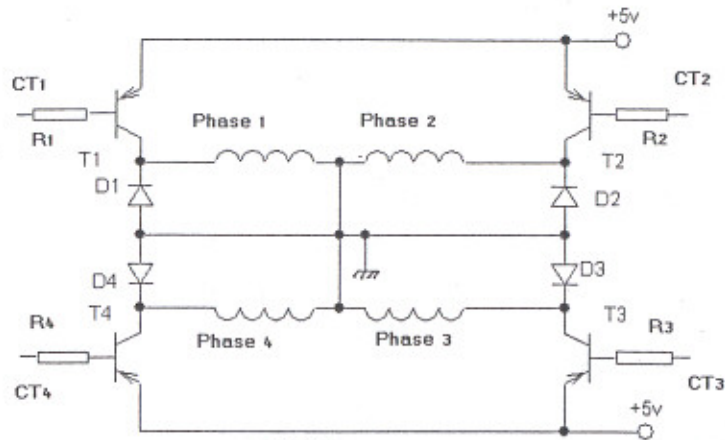 +5v
CT1
CT2
R1
Phase 1
Phase 2
R2
T1
T2
D1
D2
D4
D3
R4
T4
T3
R3
Phase 4
Phase 3
CT4
CT3
+5v